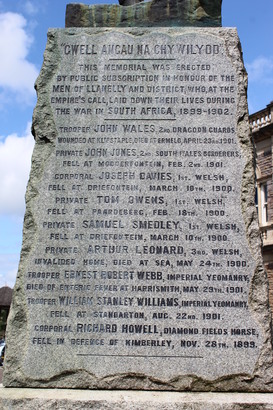 "GWELL ANGAU NA CHYWILYDD"
THIS MEMORIAL WAS ERECTED
BY PUBLIC SUBSCRIPTION IN HONOUR OF THE
MEN OF LLANELLY AND DISTRICT, WHO, AT THE
EMPIRE'S CALL, LAID DOWN THEIR LIVES DURING
THE WAR IN SOUTH AFRICA, 1899-1902.
TROOPER JOHN WALES, 2ND DRAGOON GUARDS,
WOUNDED AT DIED AT ERMELO, APRIL 23RD, 1901.
PRIVATE JOHN JONES, 2ND SOUTH WALES BORDERERS,
FELL AT MODDERFONTEIN, FEB. 2ND, 1901.
CORPORAL JOSEPH DAVIES, 1ST. WELSH,
FELL AT DRIEFONTEIN, MARCH 10TH, 1900.
PRIVATE TOM OWENS, 1ST. WELSH,
FELL AT PAARDEBERG, FEB. 18TH, 1900.
PRIVATE SAMUEL SMEDLEY, 1ST. WELSH,
FELL AT DRIEFONTEIN, MARCH 10TH, 1900.
PRIVATE ARTHUR LEONARD, 3RD. WELSH,
INVALIDED HOME, DIED AT SEA, MAY 24TH, 1900.
TROOPER ERNEST ROBERT WEBB, IMPERIAL YEOMANRY,
DIED OF ENTERIC FEVER AT HARRISMITH, MAY 29TH, 1901.
TROOPER WILLIAM STANLEY WILLIAMS, IMPERIAL YEOMANRY,
FELL AT STANDERTON, AUG. 22ND, 1901.
CORPORAL RICHARD HOWELL, DIAMOND FIELDS HORSE,
FELL IN DEFENCE OF KIMBERLEY, NOV. 28TH, 1899.